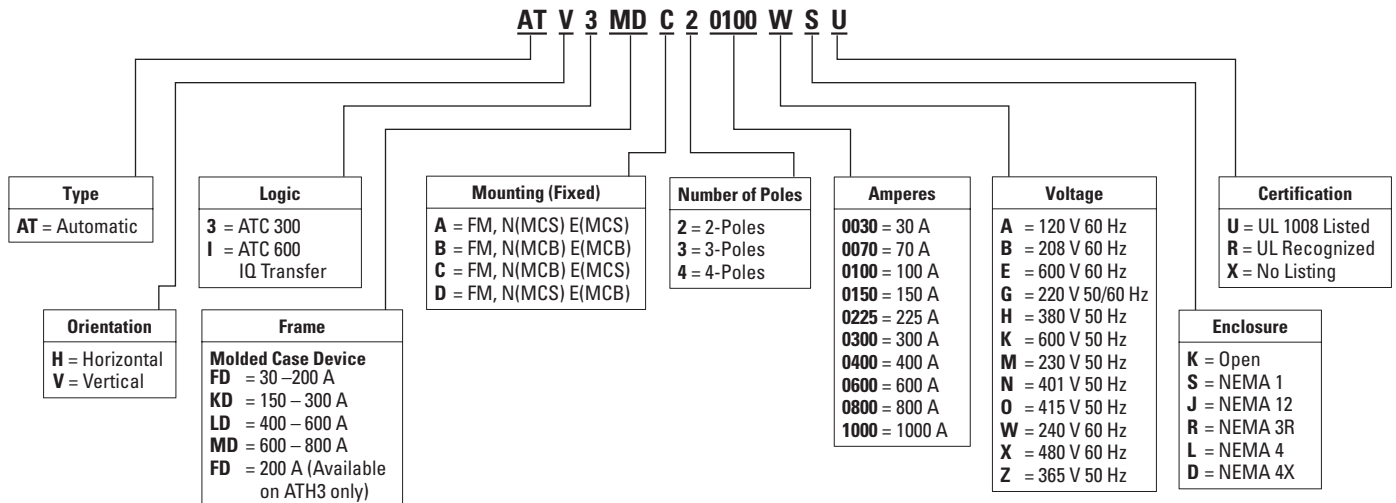 AT V 3 MD C 2 0100 W S U
Type
AT = Automatic
Orientation
H = Horizontal
V = Vertical
Logic
3 = ATC 300
I = ATC 600
IQ Transfer
Frame
Molded Case Device
FD = 30 –200 A
KD = 150 – 300 A
LD = 400 – 600 A
MD = 600 – 800 A
FD = 200 A (Available
on ATH3 only)
Mounting (Fixed)
A = FM, N(MCS) E(MCS)
B = FM, N(MCB) E(MCB)
C = FM, N(MCB) E(MCS)
D = FM, N(MCS) E(MCB)
Number of Poles
2 = 2-Poles
3 = 3-Poles
4 = 4-Poles
Amperes
0030 = 30 A
0070 = 70 A
0100 = 100 A
0150 = 150 A
0225 = 225 A
0300 = 300 A
0400 = 400 A
0600 = 600 A
0800 = 800 A
1000 = 1000 A
Voltage
A = 120 V 60 Hz
B = 208 V 60 Hz
E = 600 V 60 Hz
G = 220 V 50/60 Hz
H = 380 V 50 Hz
K = 600 V 50 Hz
M = 230 V 50 Hz
N = 401 V 50 Hz
O = 415 V 50 Hz
W = 240 V 60 Hz
X = 480 V 60 Hz
Z = 365 V 50 Hz
Certification
U = UL 1008 Listed
R = UL Recognized
X = No Listing
Enclosure
K = Open
S = NEMA 1
J = NEMA 12
R = NEMA 3R
L = NEMA 4
D = NEMA 4X